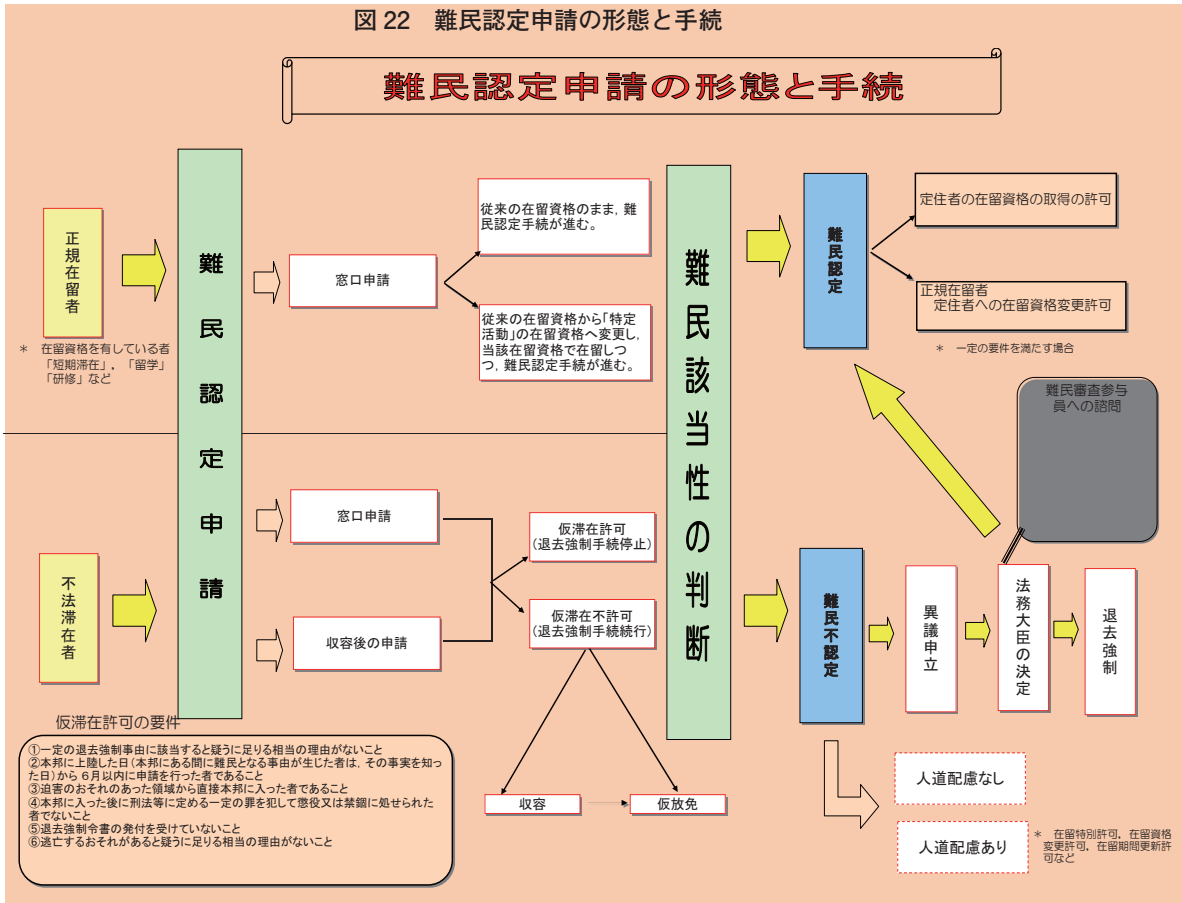 図 22　難民認定申請の形態と手続
難民認定申請の形態と手続
正規在留者
＊　在留資格を有している者
「短期滞在」，「留学」
「研修」など
難民認定申請
窓口申請
従来の在留資格のまま，難
民認定手続が進む。
従来の在留資格から「特定
活動」の在留資格へ変更し，
当該在留資格で在留しつ
つ，難民認定手続が進む。
難民該当性の判断
難民認定
定住者の在留資格の取得の許可
正規在留者
定住者への在留資格変更許可
＊　一定の要件を満たす場合
難民審査参与
員への諮問
不法滞在者
窓口申請
収容後の申請
仮滞在許可
（退去強制手続停止）
仮滞在不許可
（退去強制手続続行）
収容
仮放免
難民不認定
異議申立
法務大臣の決定
退去強制
人道配慮なし
人道配慮あり
＊　在留特別許可，在留資格
変更許可，在留期間更新許
可など
仮滞在許可の要件
①一定の退去強制事由に該当すると疑うに足りる相当の理由がないこと
②本邦に上陸した日（本邦にある間に難民となる事由が生じた者は，その事実を知っ
た日）から 6月以内に申請を行った者であること
③迫害のおそれのあった領域から直接本邦に入った者であること
④本邦に入った後に刑法等に定める一定の罪を犯して懲役又は禁錮に処せられた
者でないこと
⑤退去強制令書の発付を受けていないこと
⑥逃亡するおそれがあると疑うに足りる相当の理由がないこと